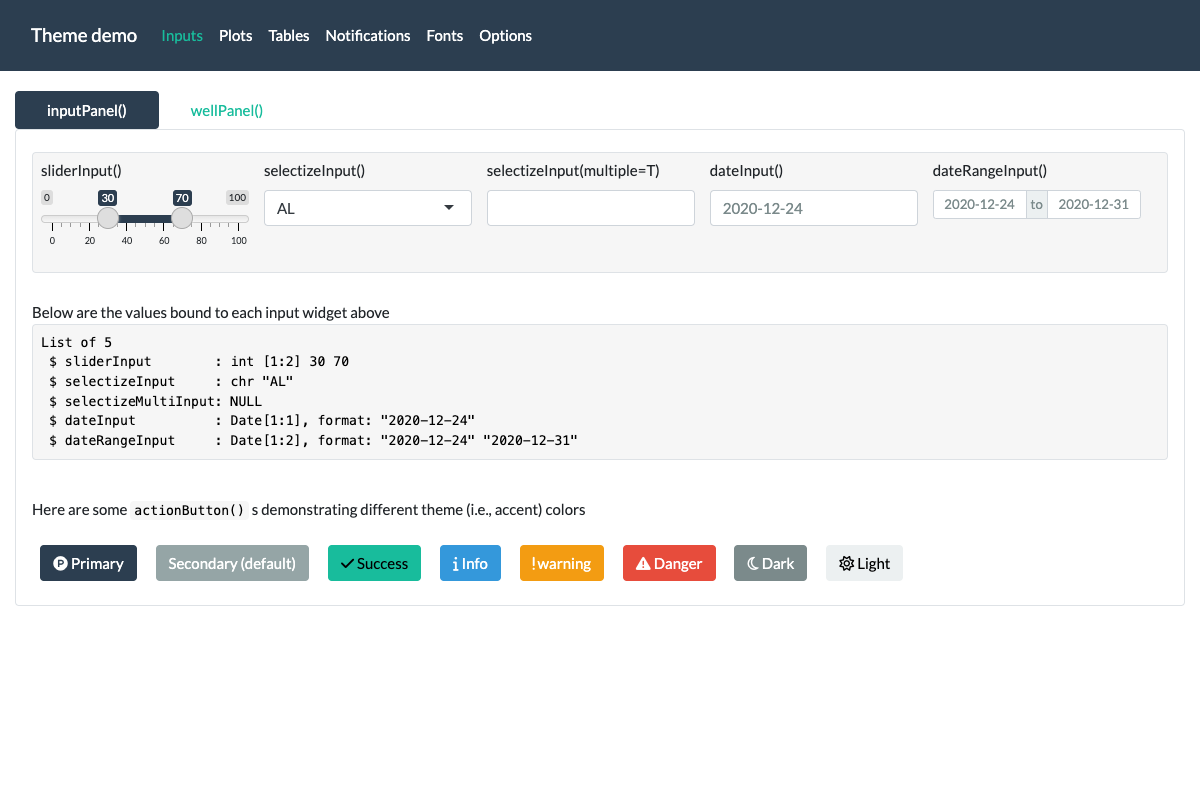 Theme demo Inputs Plots Tables Notifications Fonts Options
inputPanel() wellPanel()
sliderInput() selectizeInput() selectizeInput(multiple=T) dateInput() dateRangeInput()
0 30 70 100
AL 2020-12-24 2020-12-24 to 2020-12-31
0 20 40 60 80 100
Below are the values bound to each input widget above
List of 5
 $ sliderInput        : int [1:2] 30 70
 $ selectizeInput     : chr "AL"
 $ selectizeMultiInput: NULL
 $ dateInput          : Date[1:1], format: "2020-12-24"
 $ dateRangeInput     : Date[1:2], format: "2020-12-24" "2020-12-31"
Here are some actionButton() s demonstrating different theme (i.e., accent) colors
Primary Secondary (default) Success Info warning Danger Dark Light